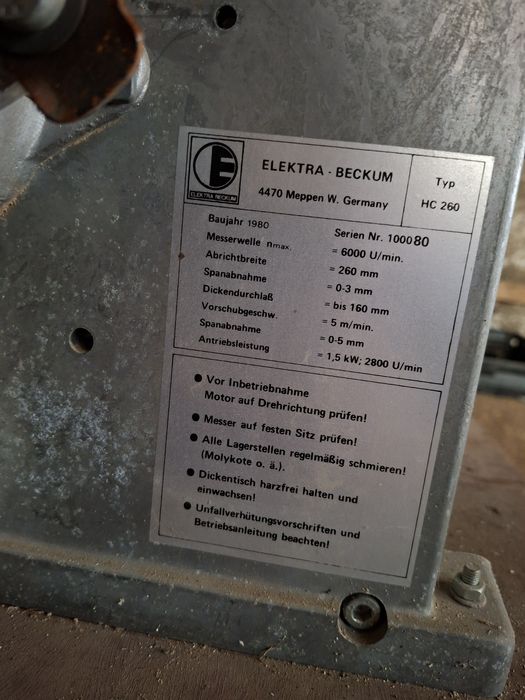 ELEKTRA BECKUM
ELEKTRA - BECKUM
4470 Meppen W. Germany
Typ
HC 260
Baujahr 1980 Serien Nr. 100080
Messerwelle nmax. = 6000 U/min.
Abrichtbreite = 260 mm
Spanabnahme = 0-3 mm
Dickendurchlaß = bis 160 mm
Vorschubgeschw. = 5 m/min.
Spanabnahme = 0-5 mm
Antriebsleistung = 1,5 kW; 2800 U/min
● Vor Inbetriebnahme
Motor auf Drehrichtung prüfen!
● Messer auf festen Sitz prüfen!
● Alle Lagerstellen regelmäßig schmieren!
(Molykote o. ä.).
● Dickentisch harzfrei halten und
einwachsen!
● Unfallverhütungsvorschriften und
Betriebsanleitung beachten!